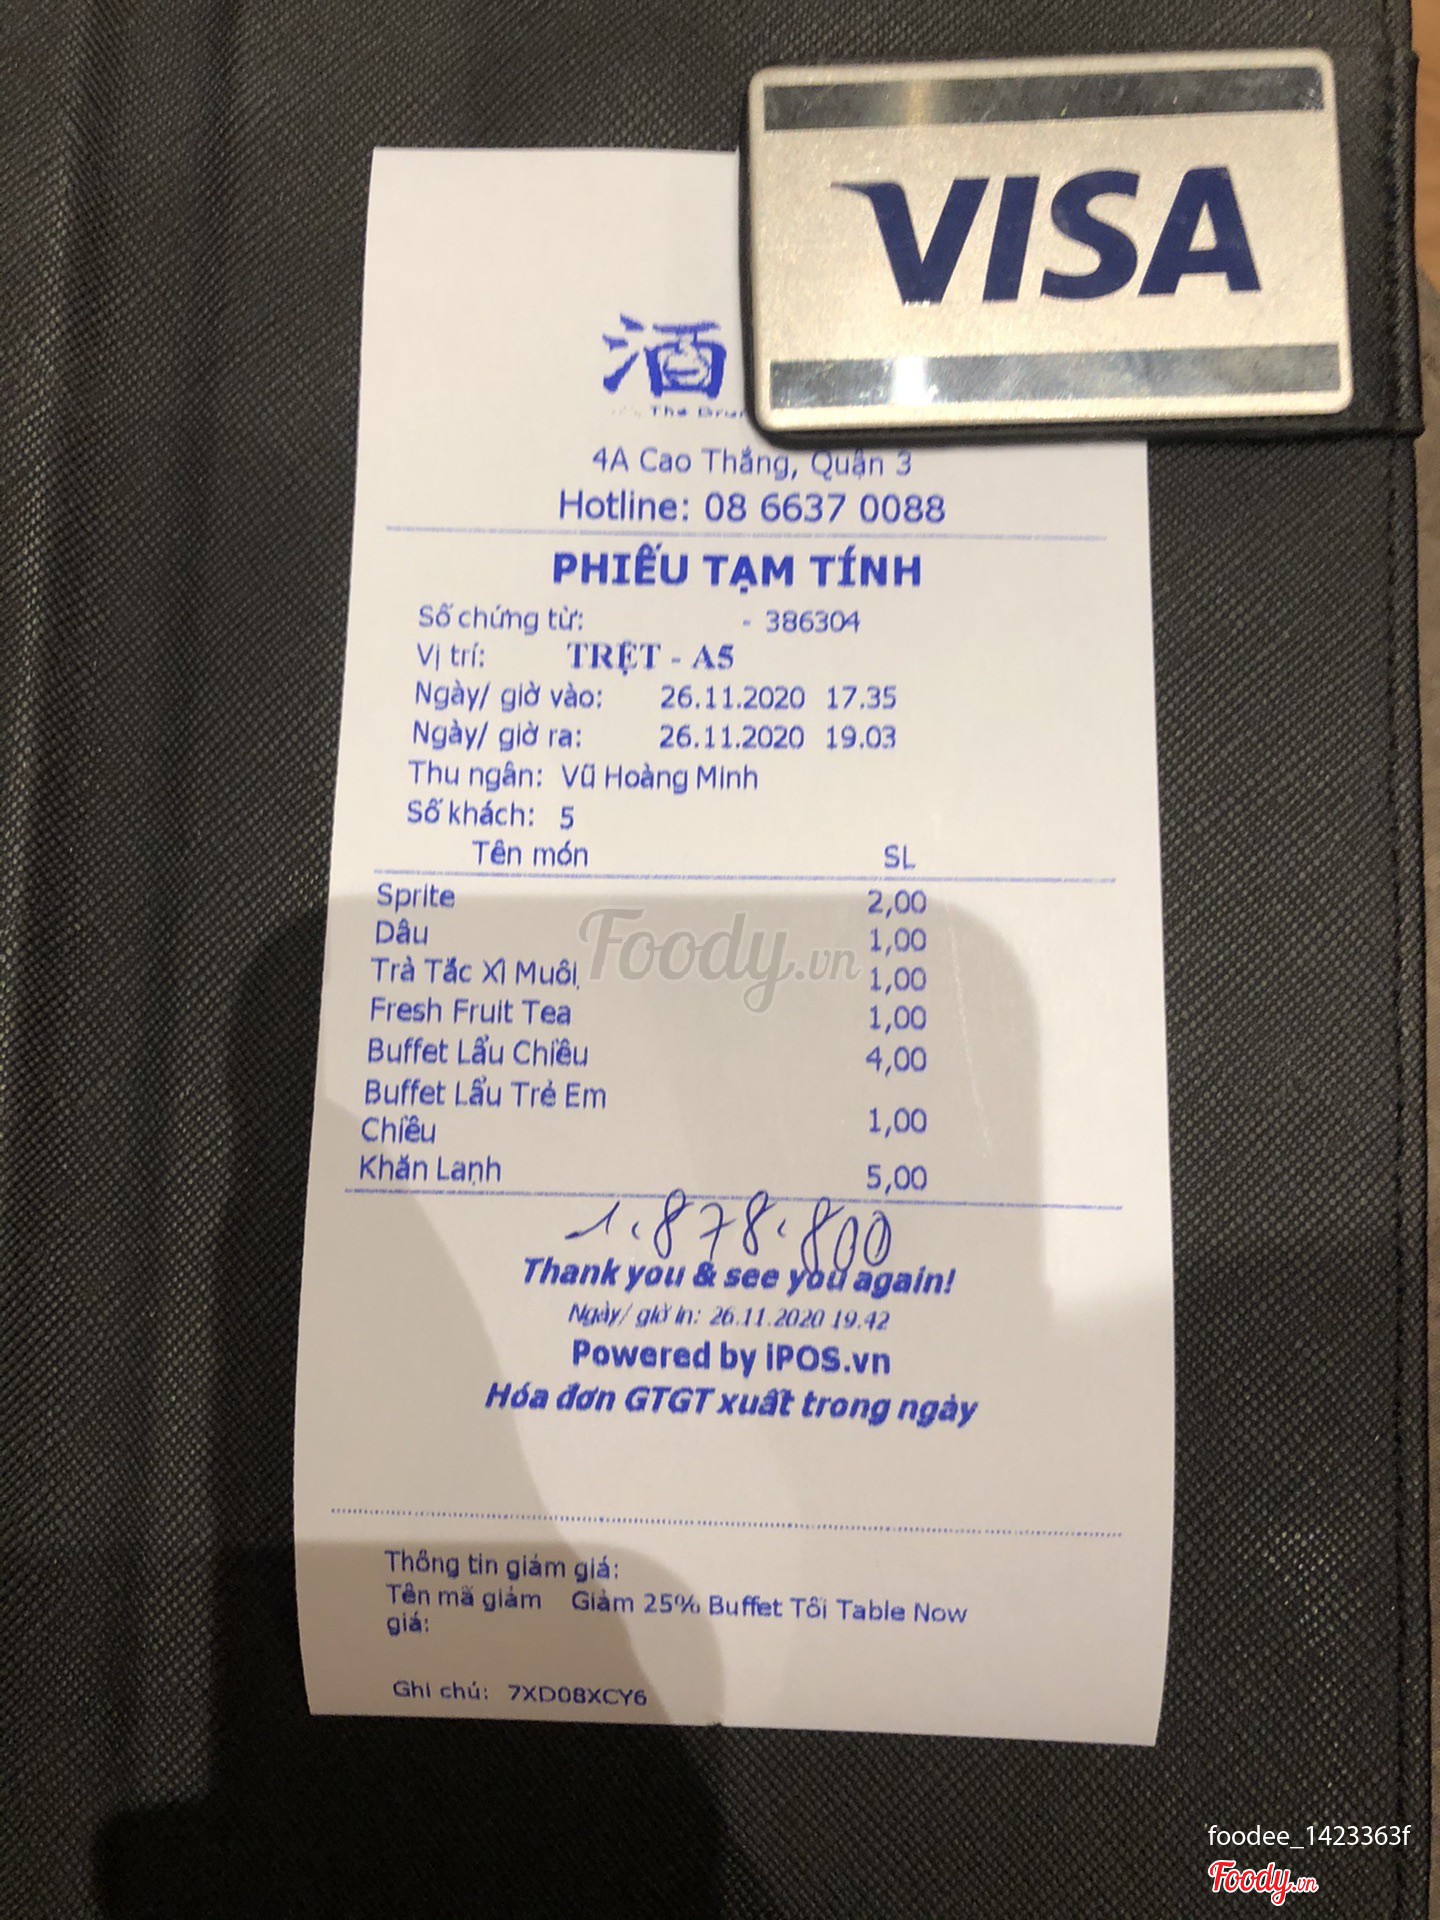 VISA
酒
The
4A Cao Thắng, Quận 3
Hotline: 08 6637 0088
PHIẾU TẠM TÍNH
Số chứng từ: - 386304
Vị trí: TRỆT - A5
Ngày/ giờ vào: 26.11.2020 17.35
Ngày/ giờ ra: 26.11.2020 19.03
Thu ngân: Vũ Hoàng Minh
Số khách: 5
Tên món SL
Sprite 2,00
Dâu 1,00
Trà Tắc Xí Muội 1,00
Fresh Fruit Tea 1,00
Buffet Lẩu Chiều 4,00
Buffet Lẩu Trẻ Em
Chiều 1,00
Khăn Lạnh 5,00
1.878.800
Thank you & see you again!
Ngày/ giờ in: 26.11.2020 19.42
Powered by iPOS.vn
Hóa đơn GTGT xuất trong ngày
Thông tin giảm giá:
Tên mã giảm Giảm 25% Buffet Tối Table Now
giá:
Ghi chú: 7XD08XCY6
Foody.vn
foodee_1423363f
Foody.vn